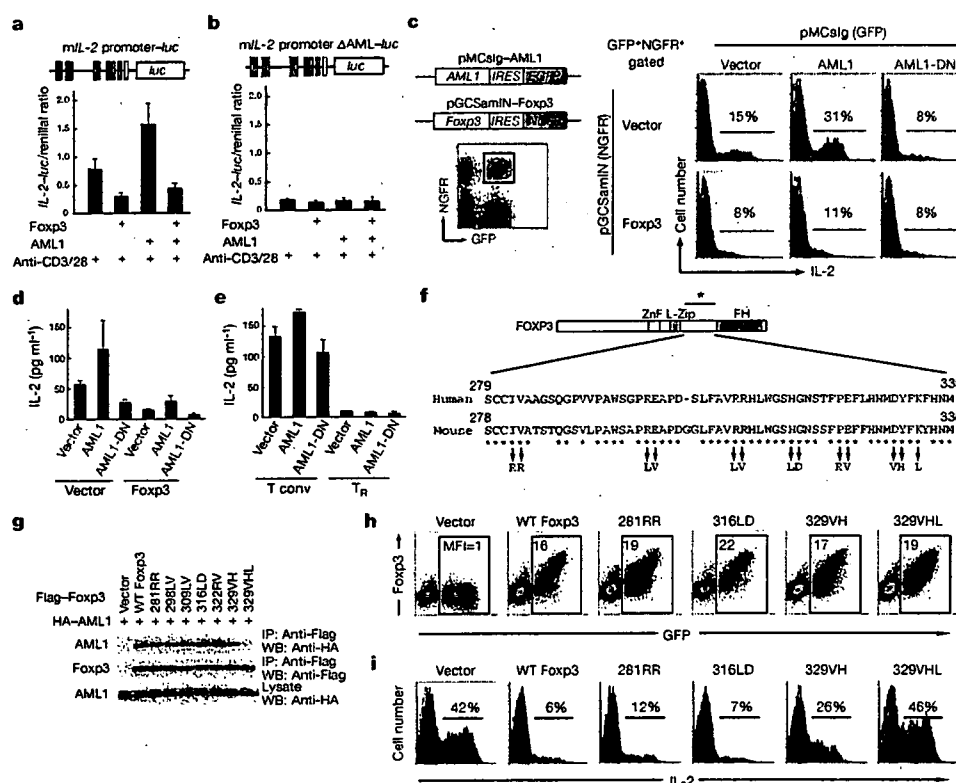 a
mIL-2 promoter–luc
luc
IL-2–luc/renillal ratio
2.0
1.5
1.0
0.5
0
Foxp3 + +
AML1 + +
Anti-CD3/28 + + + +
b
mIL-2 promoter ΔAML–luc
luc
IL-2–luc/renillal ratio
2.0
1.5
1.0
0.5
0
Foxp3 + +
AML1 + +
Anti-CD3/28 + + + +
c
pMCsIg–AML1
AML1 IRES EGFP
pGCSamIN–Foxp3
Foxp3 IRES
NGFR
GFP
GFP⁺NGFR⁺
gated
pMCsIg (GFP)
Vector AML1 AML1-DN
pGCSamIN (NGFR)
Vector
15% 31% 8%
Foxp3
8% 11% 8%
Cell number
IL-2
d
IL-2 (pg ml⁻¹)
150
100
50
0
Vector AML1 AML1-DN Vector AML1 AML1-DN
Vector Foxp3
e
IL-2 (pg ml⁻¹)
150
100
50
0
Vector AML1 AML1-DN Vector AML1 AML1-DN
T conv T_R
f
*
ZnF L-Zip FH
FOXP3
279 33
Human SCCIVAAGSQGPVVPAWSGPREAPD-SLFAVRRHLWGSHGNSTFPEFLHNMDYFKFHNM
278 33
Mouse SCCIVATSTQGSVLPAWSAPREAPDGGLFAVRRHLWGSHGNSSFPEFFHNMDYFKYHNM
RR LV LV LD RV VH L
g
Flag–Foxp3
Vector
WT Foxp3
281RR
298LV
309LV
316LD
322RV
329VH
329VHL
HA–AML1 + + + + + + + + +
AML1 IP: Anti-Flag
WB: Anti-HA
Foxp3 IP: Anti-Flag
WB: Anti-Flag
AML1 Lysate
WB: Anti-HA
h
Vector WT Foxp3 281RR 316LD 329VH 329VHL
MFI=1 16 19 22 17 19
Foxp3
GFP
i
Vector WT Foxp3 281RR 316LD 329VH 329VHL
42% 6% 12% 7% 26% 46%
Cell number
IL-2